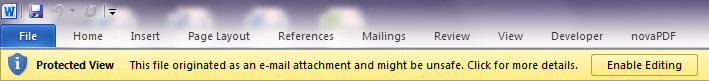 W
File Home Insert Page Layout References Mailings Review View Developer novaPDF
Protected View This file originated as an e-mail attachment and might be unsafe. Click for more details. Enable Editing